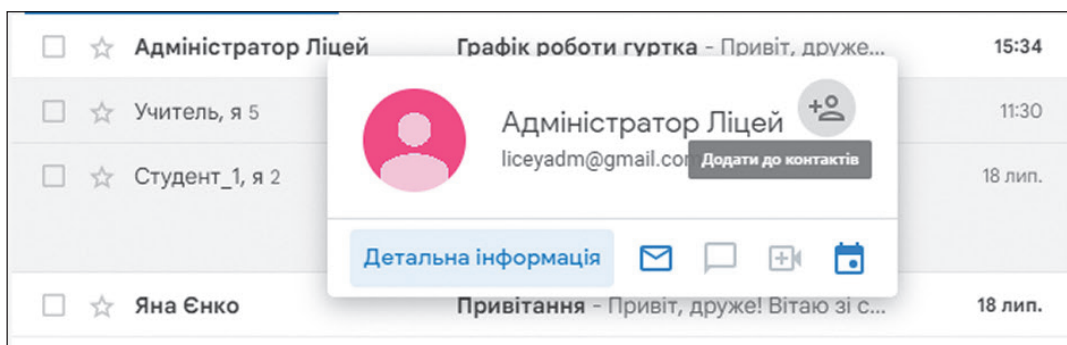 Адміністратор Ліцей Графік роботи гуртка - Привіт, друже... 15:34
Адміністратор Ліцей
Учитель, я 5 11:30
liceyadm@gmail.com Додати до контактів
Студент_1, я 2 18 лип.
Детальна інформація
Яна Єнко Привітання - Привіт, друже! Вітаю зі с... 18 лип.